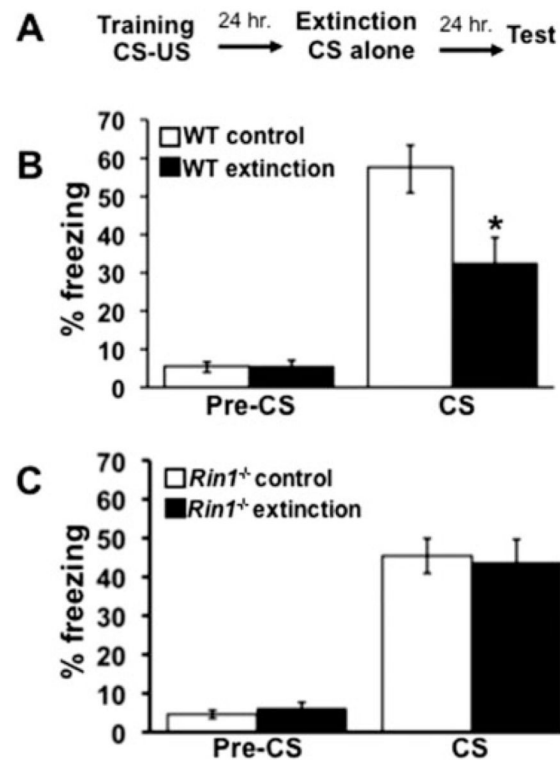 A
Training 24 hr. Extinction 24 hr. Test
CS-US CS alone
B
% freezing
70
60
50
40
30
20
10
0
WT control
WT extinction
*
Pre-CS CS
C
% freezing
70
60
50
40
30
20
10
0
Rin1⁻/⁻ control
Rin1⁻/⁻ extinction
Pre-CS CS